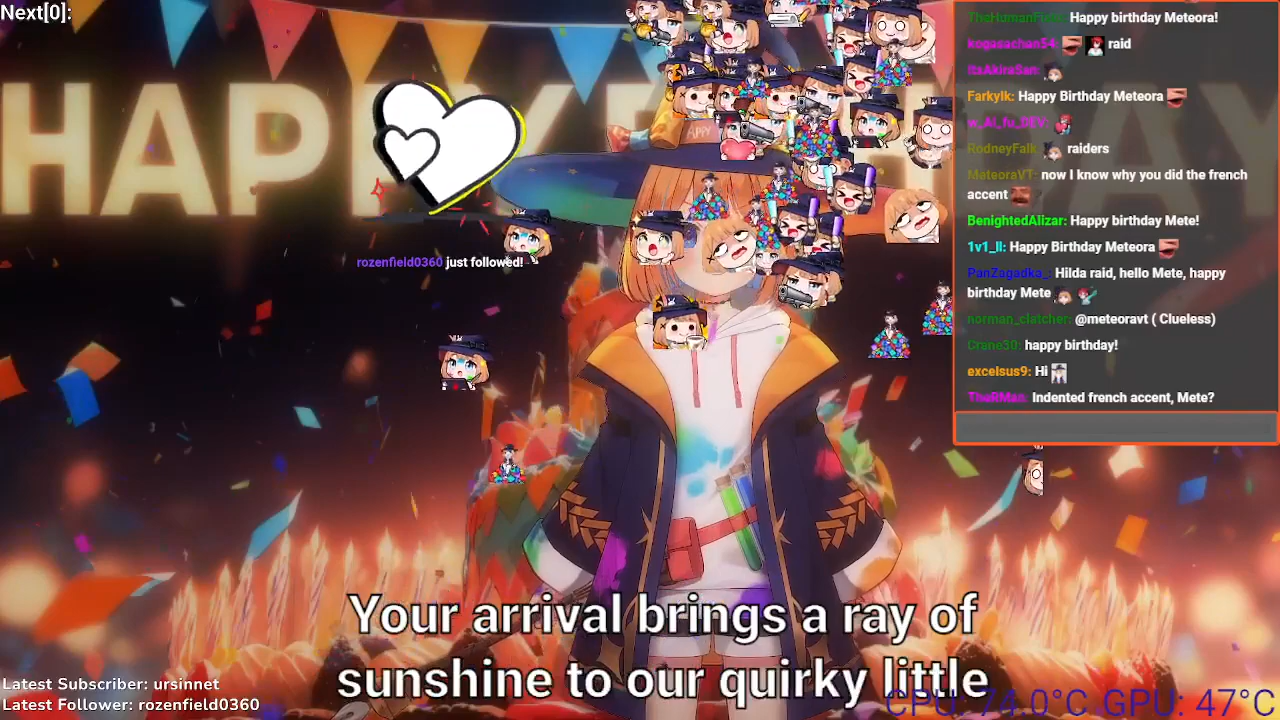 Next[0]:
HAPPY
HAPPY
rozenfield0360 just followed!
TheHumanFus: Happy birthday Meteora!
kogasachan54: raid
ItsAkiraSan:
Farkylk: Happy Birthday Meteora
w_AI_fu_DEV:
RodneyFalk: raiders
MateoraVT: now I know why you did the french
accent
BenightedAlizar: Happy birthday Mete!
1v1_ll: Happy Birthday Meteora
PanZagadka_: Hilda raid, hello Mete, happy
birthday Mete
norman_clatcher: @meteoravt ( Clueless)
Crane30: happy birthday!
excelsus9: Hi
TheRMan: Indented french accent, Mete?
Your arrival brings a ray of
sunshine to our quirky little
Latest Subscriber: ursinnet
Latest Follower: rozenfield0360
CPU: 74.0°C GPU: 47°C